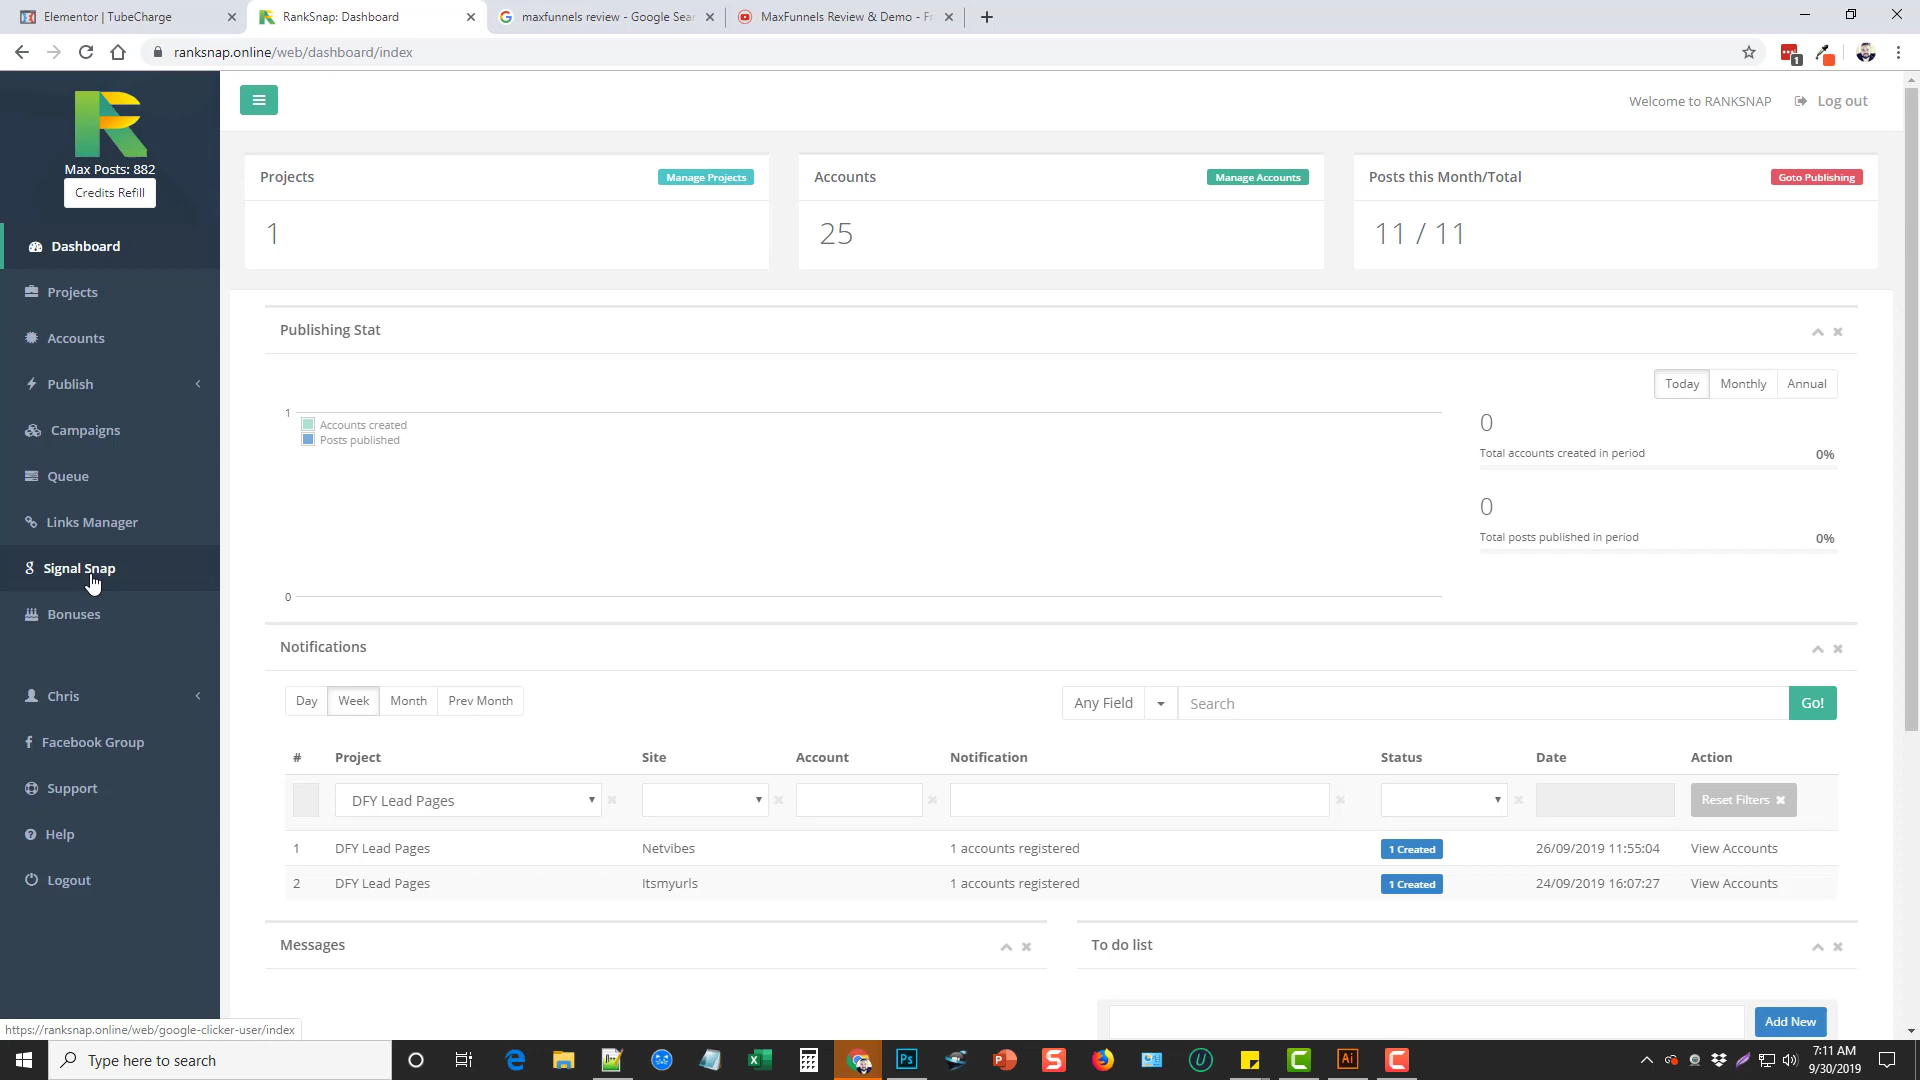 Elementor | TubeCharge
RankSnap: Dashboard
maxfunnels review - Google Sear
MaxFunnels Review & Demo - Fr
ranksnap.online/web/dashboard/index
1
Max Posts: 882
Credits Refill
Dashboard
Projects
Accounts
Publish
Campaigns
Queue
Links Manager
Signal Snap
Bonuses
Chris
Facebook Group
Support
Help
Logout
Welcome to RANKSNAP
Log out
Projects
Manage Projects
1
Accounts
Manage Accounts
25
Posts this Month/Total
Goto Publishing
11 / 11
Publishing Stat
Today
Monthly
Annual
1
Accounts created
Posts published
0
0
Total accounts created in period
0%
0
Total posts published in period
0%
Notifications
Day
Week
Month
Prev Month
Any Field
Search
Go!
# Project Site Account Notification Status Date Action
DFY Lead Pages
Reset Filters
1 DFY Lead Pages Netvibes 1 accounts registered 1 Created 26/09/2019 11:55:04 View Accounts
2 DFY Lead Pages Itsmyurls 1 accounts registered 1 Created 24/09/2019 16:07:27 View Accounts
Messages
To do list
Add New
https://ranksnap.online/web/google-clicker-user/index
Type here to search
7:11 AM
9/30/2019